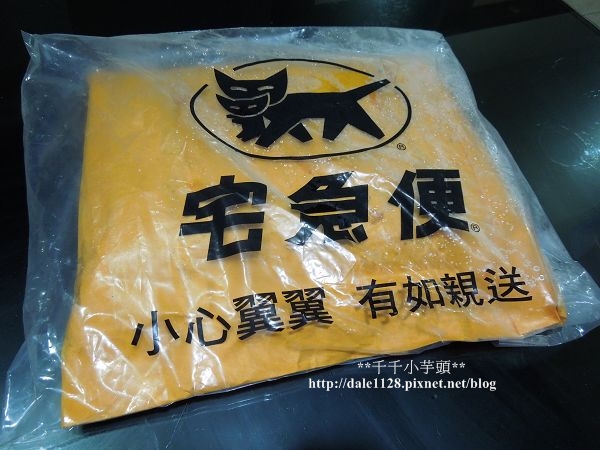 宅急便®
小心翼翼 有如親送
**千千小芋頭**
http://dale1128.pixnet.net/blog